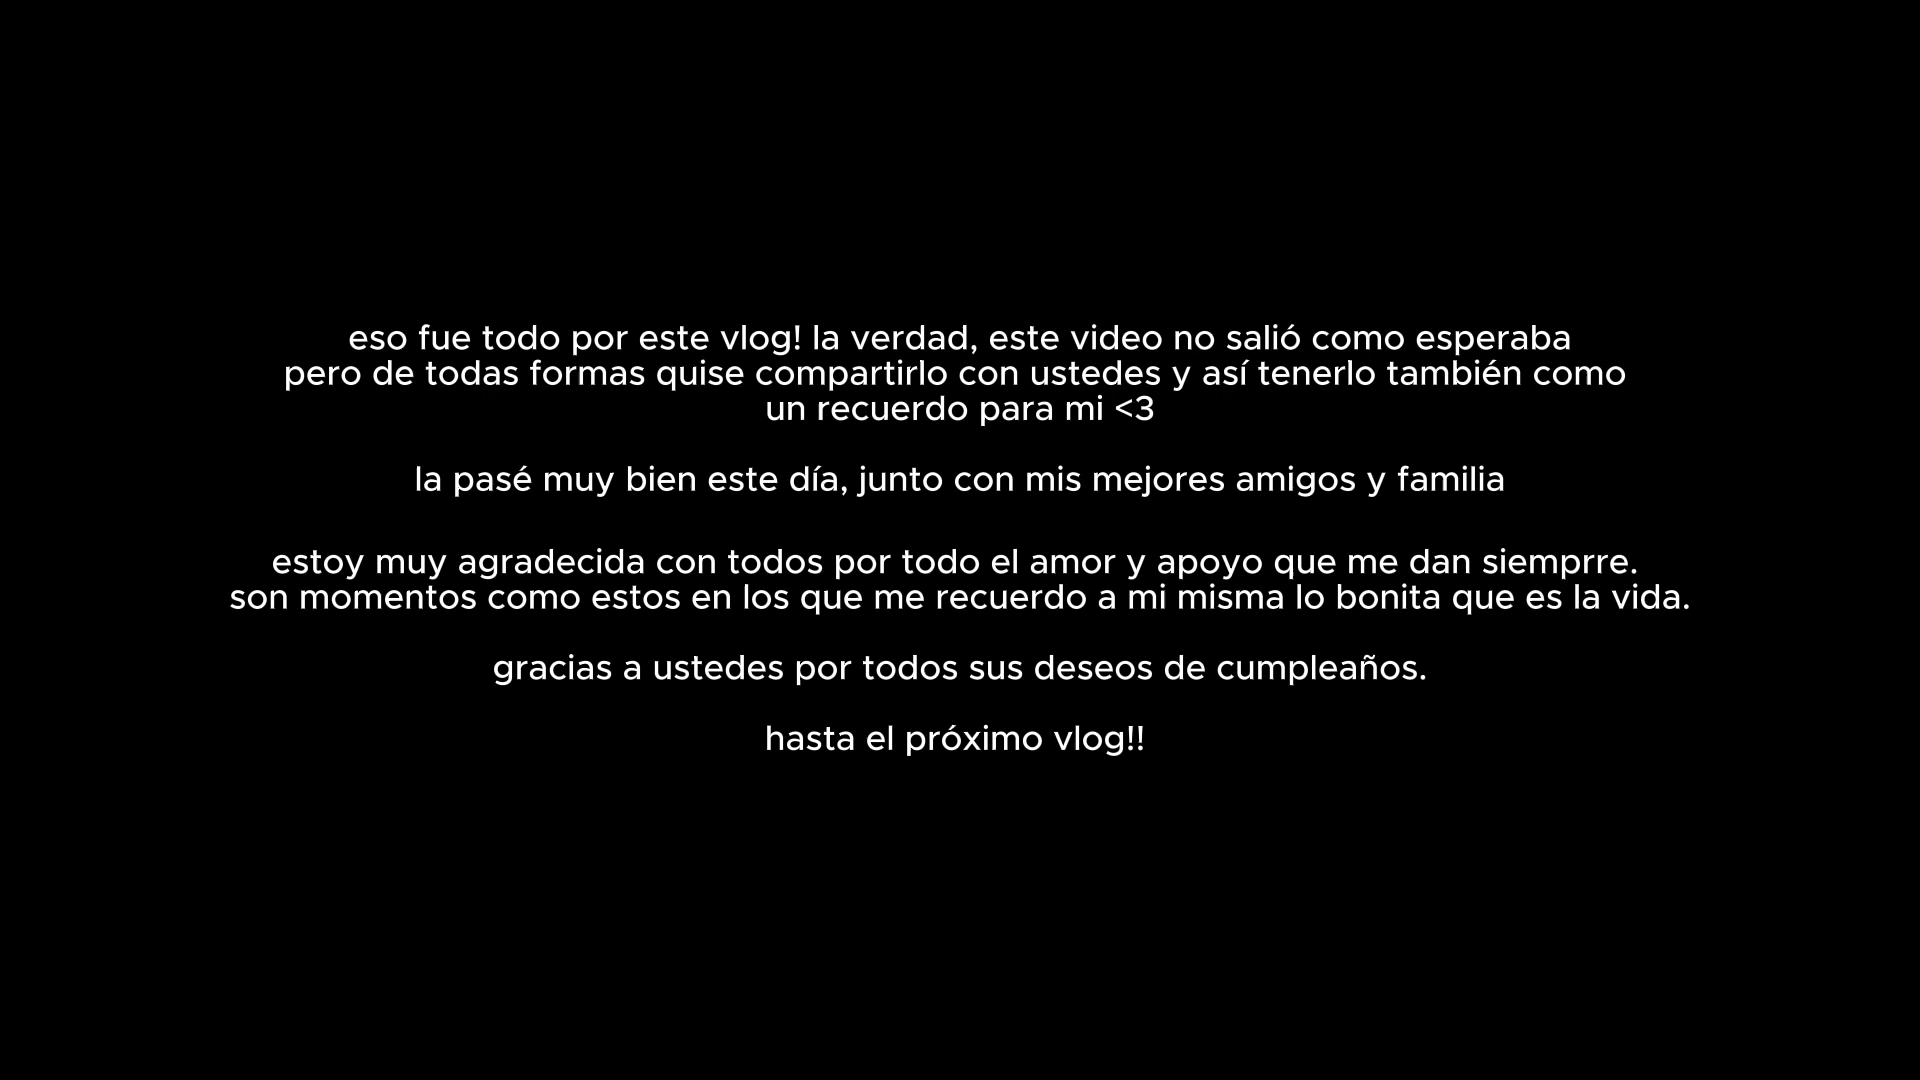 eso fue todo por este vlog! la verdad, este video no salió como esperaba
pero de todas formas quise compartirlo con ustedes y así tenerlo también como
un recuerdo para mi <3
la pasé muy bien este día, junto con mis mejores amigos y familia
estoy muy agradecida con todos por todo el amor y apoyo que me dan siemprre.
son momentos como estos en los que me recuerdo a mi misma lo bonita que es la vida.
gracias a ustedes por todos sus deseos de cumpleaños.
hasta el próximo vlog!!